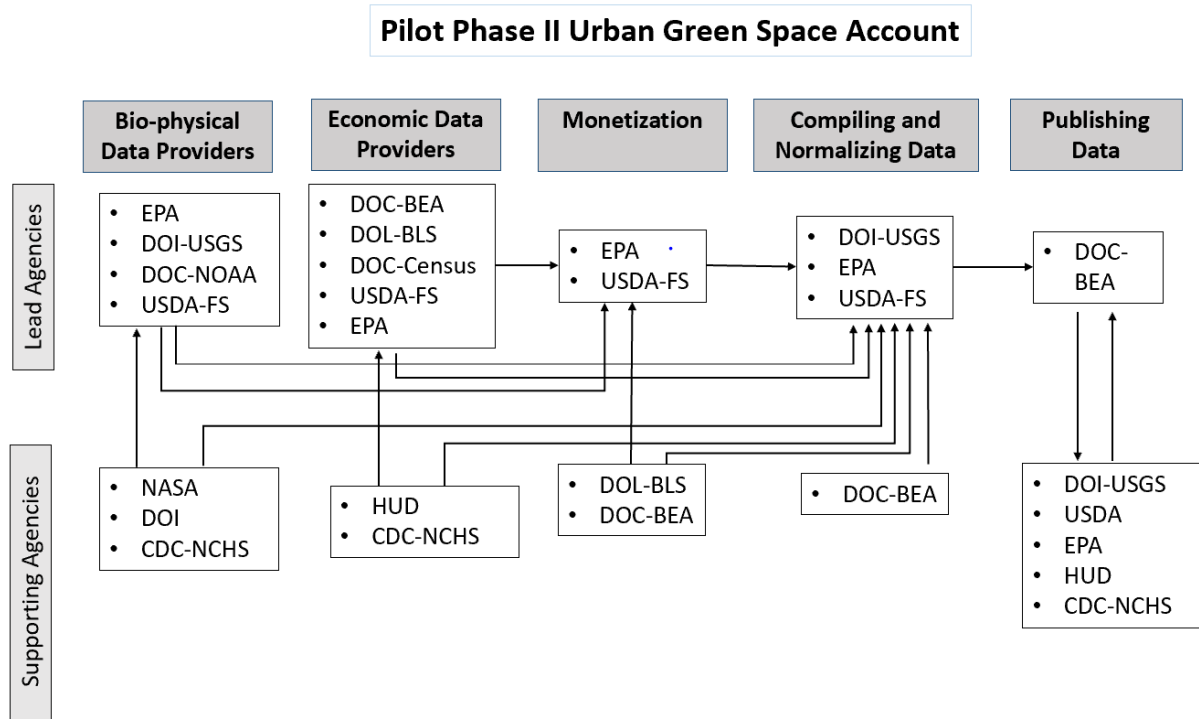 Pilot Phase II Urban Green Space Account
Bio-physical
Data Providers
Economic Data
Providers
Monetization
Compiling and
Normalizing Data
Publishing
Data
Lead Agencies
• EPA
• DOI-USGS
• DOC-NOAA
• USDA-FS
• DOC-BEA
• DOL-BLS
• DOC-Census
• USDA-FS
• EPA
• EPA
• USDA-FS
• DOI-USGS
• EPA
• USDA-FS
• DOC-
BEA
Supporting Agencies
• NASA
• DOI
• CDC-NCHS
• HUD
• CDC-NCHS
• DOL-BLS
• DOC-BEA
• DOC-BEA
• DOI-USGS
• USDA
• EPA
• HUD
• CDC-NCHS